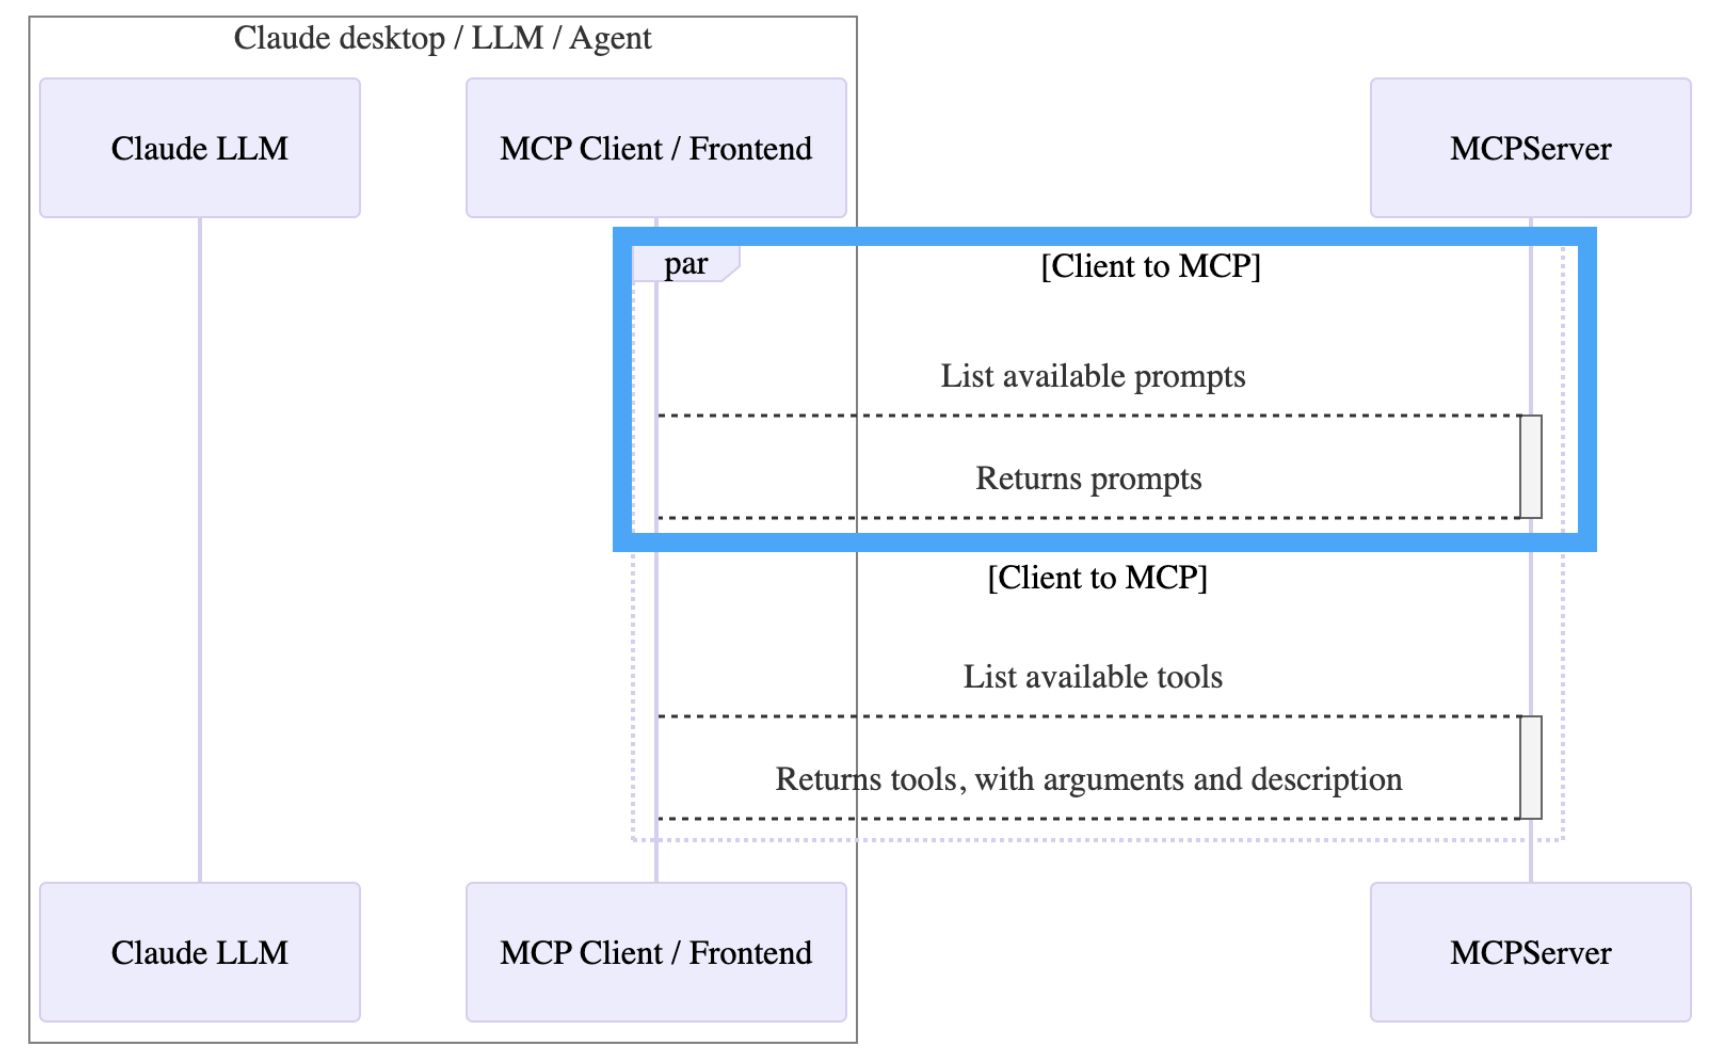 Claude desktop / LLM / Agent
Claude LLM
MCP Client / Frontend
MCPServer
par
[Client to MCP]
List available prompts
Returns prompts
[Client to MCP]
List available tools
Returns tools, with arguments and description
Claude LLM
MCP Client / Frontend
MCPServer